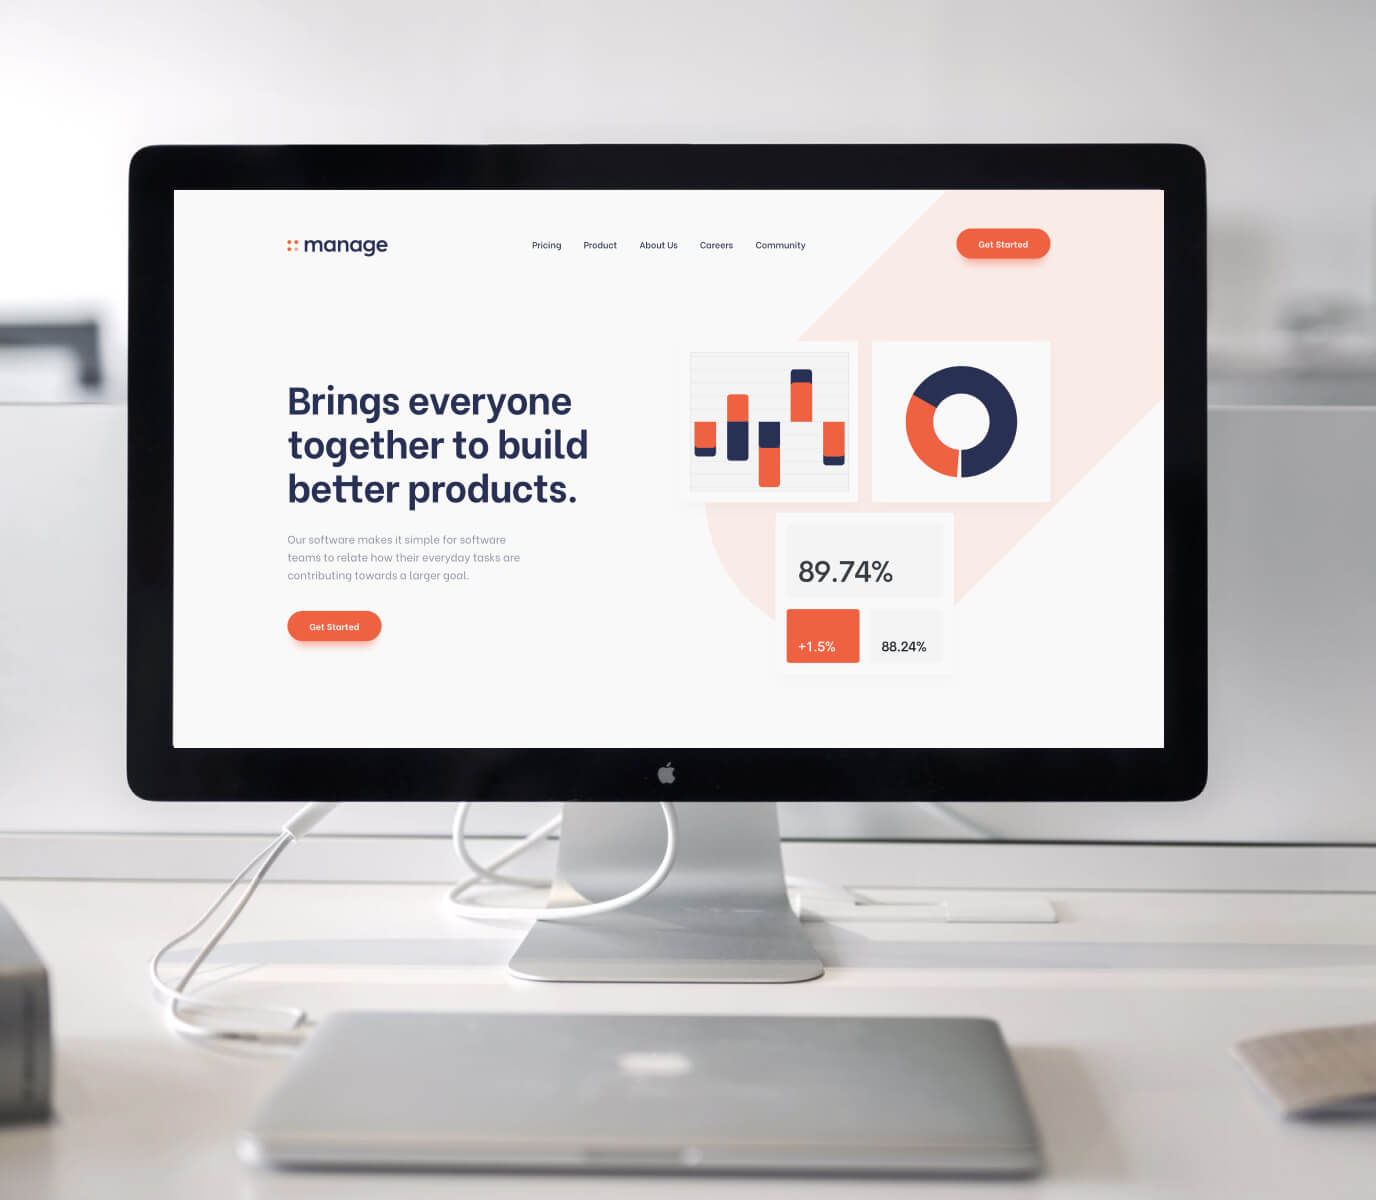 manage
Pricing Product About Us Careers Community
Get Started
Brings everyone
together to build
better products.
Our software makes it simple for software
teams to relate how their everyday tasks are
contributing towards a larger goal.
Get Started
89.74%
+1.5% 88.24%